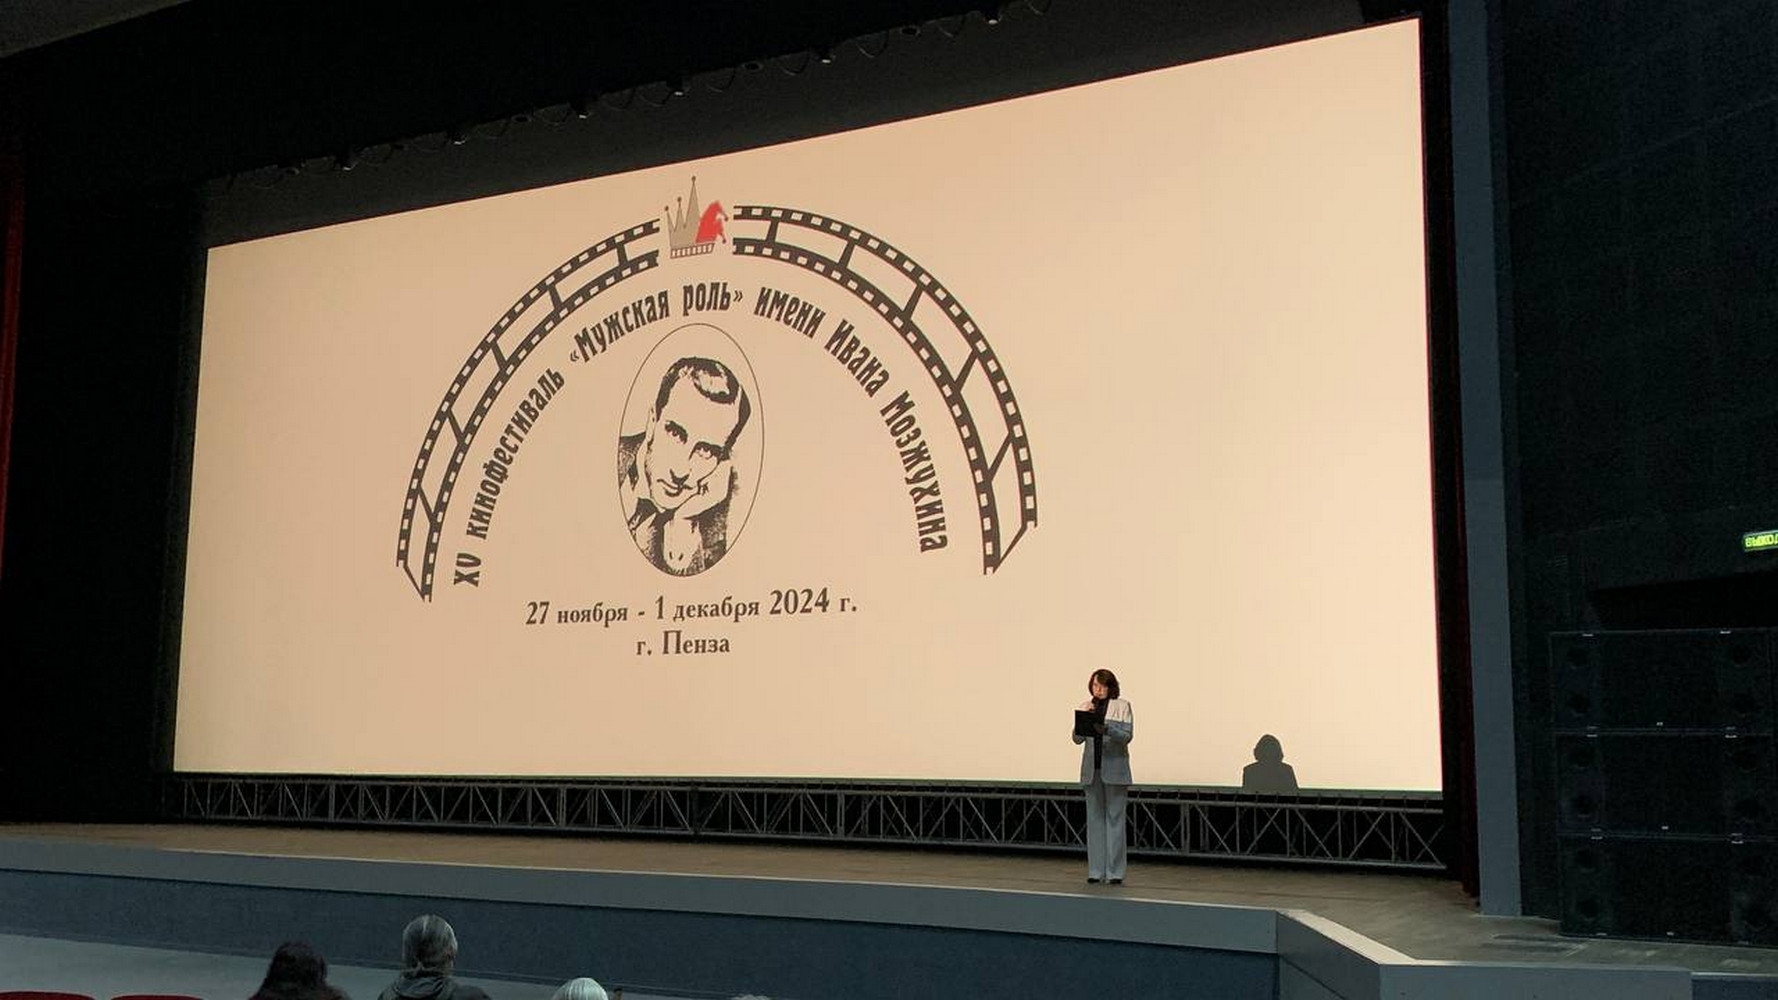 XV кинофестиваль «Мужская роль» имени Ивана Мозжухина
27 ноября - 1 декабря 2024 г.
г. Пенза